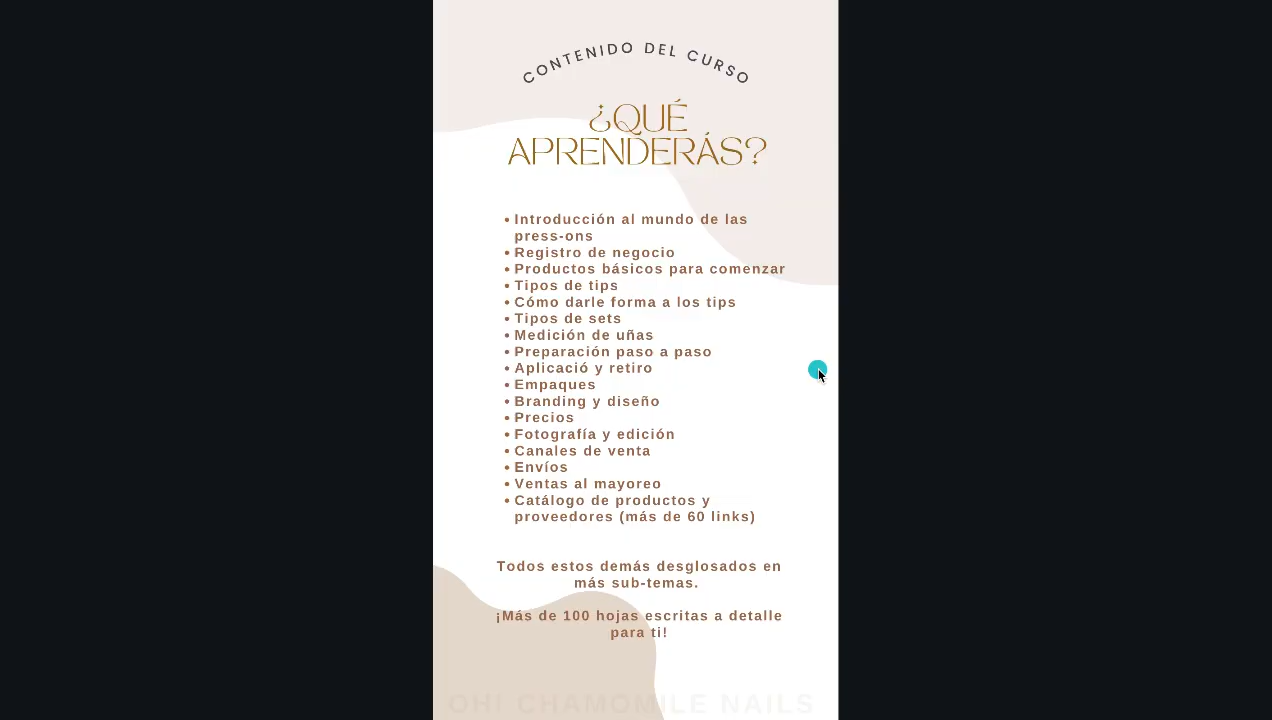 CONTENIDO DEL CURSO
¿QUÉ
APRENDERÁS?
• Introducción al mundo de las
press-ons
• Registro de negocio
• Productos básicos para comenzar
• Tipos de tips
• Cómo darle forma a los tips
• Tipos de sets
• Medición de uñas
• Preparación paso a paso
• Aplicació y retiro
• Empaques
• Branding y diseño
• Precios
• Fotografía y edición
• Canales de venta
• Envíos
• Ventas al mayoreo
• Catálogo de productos y
proveedores (más de 60 links)
Todos estos demás desglosados en
más sub-temas.
¡Más de 100 hojas escritas a detalle
para ti!
OH! CHAMOMILE NAILS